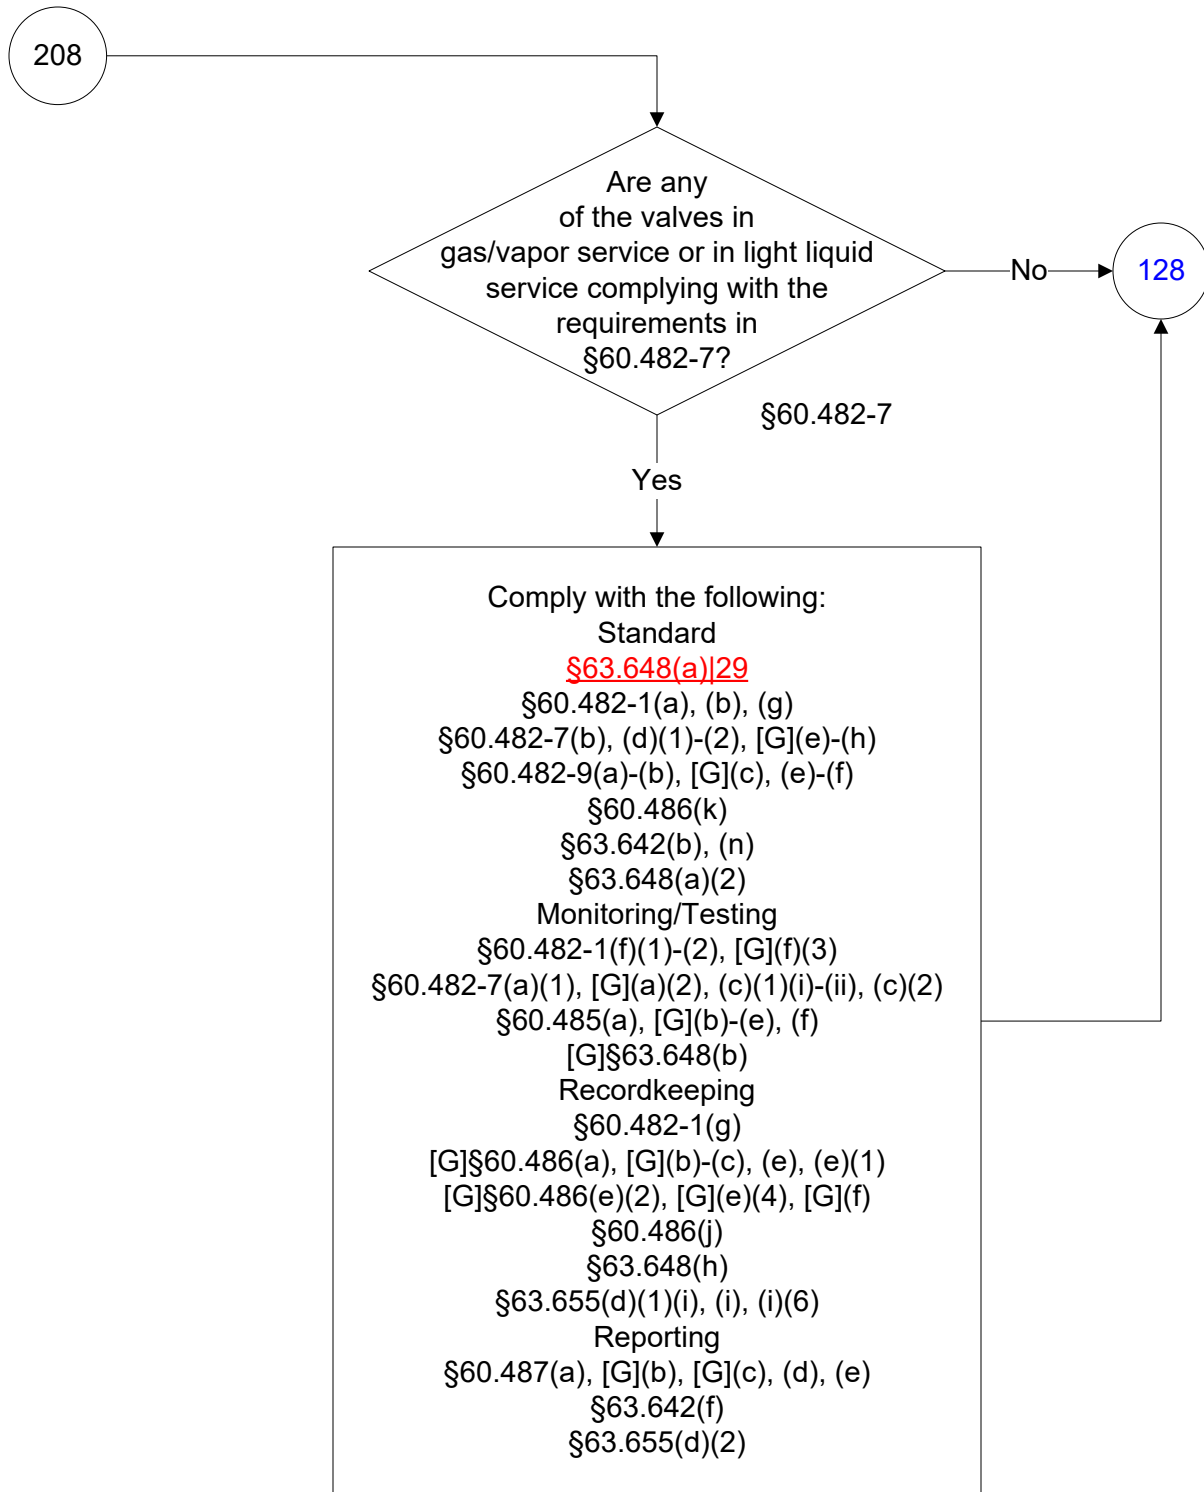 208
Are any
of the valves in
gas/vapor service or in light liquid
service complying with the
requirements in
§60.482-7?
No
128
§60.482-7
Yes
Comply with the following:
Standard
§63.648(a)|29
§60.482-1(a), (b), (g)
§60.482-7(b), (d)(1)-(2), [G](e)-(h)
§60.482-9(a)-(b), [G](c), (e)-(f)
§60.486(k)
§63.642(b), (n)
§63.648(a)(2)
Monitoring/Testing
§60.482-1(f)(1)-(2), [G](f)(3)
§60.482-7(a)(1), [G](a)(2), (c)(1)(i)-(ii), (c)(2)
§60.485(a), [G](b)-(e), (f)
[G]§63.648(b)
Recordkeeping
§60.482-1(g)
[G]§60.486(a), [G](b)-(c), (e), (e)(1)
[G]§60.486(e)(2), [G](e)(4), [G](f)
§60.486(j)
§63.648(h)
§63.655(d)(1)(i), (i), (i)(6)
Reporting
§60.487(a), [G](b), [G](c), (d), (e)
§63.642(f)
§63.655(d)(2)